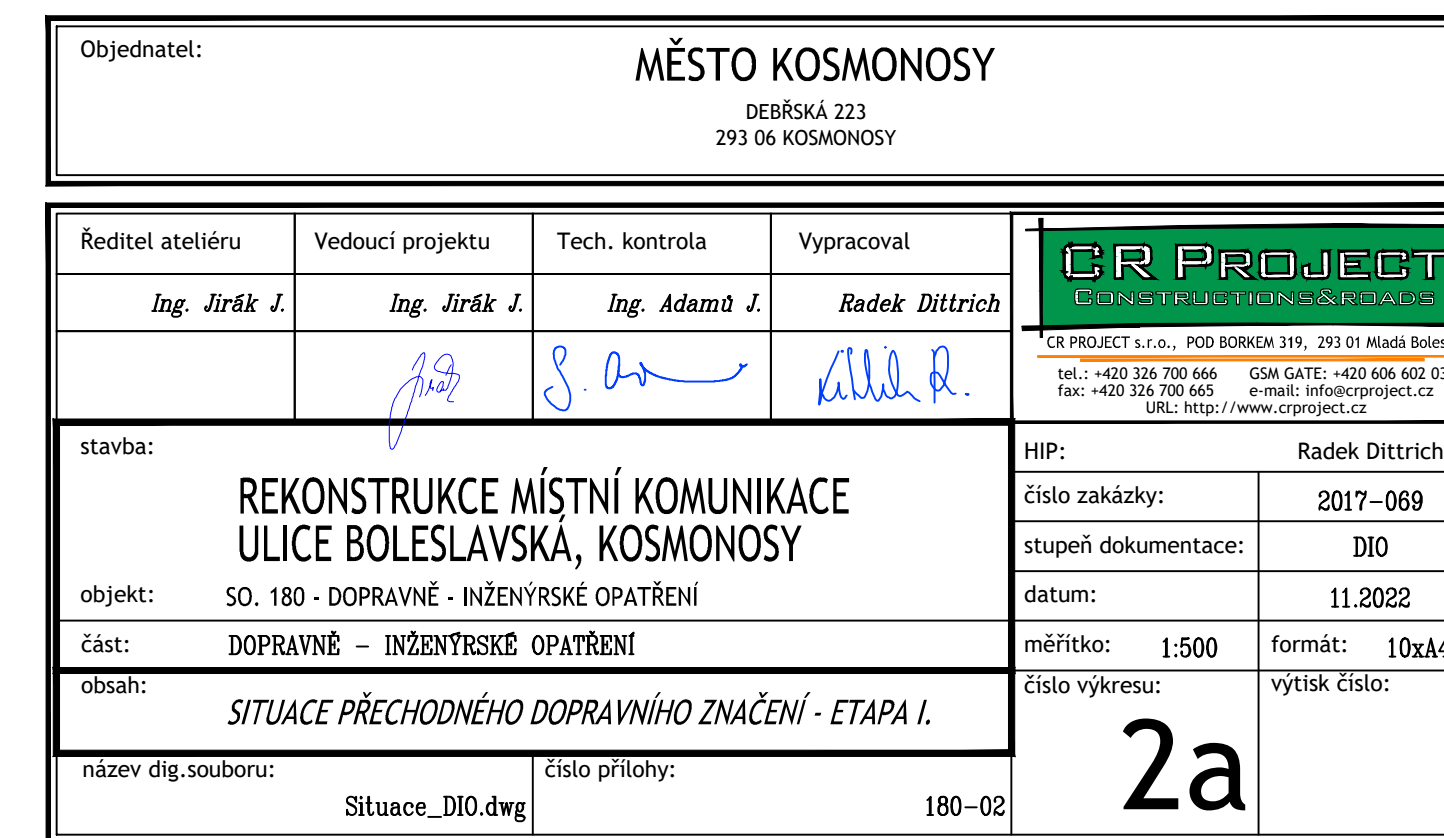 Objednatel:
MĚSTO KOSMONOSY
DEBŘSKÁ 223
293 06 KOSMONOSY
Ředitel ateliéru Vedoucí projektu Tech. kontrola Vypracoval
Ing. Jirák J. Ing. Jirák J. Ing. Adamů J. Radek Dittrich
CR PROJECT
CONSTRUCTIONS&ROADS
CR PROJECT s.r.o., POD BORKEM 319, 293 01 Mladá Boles
tel.: +420 326 700 666 GSM GATE: +420 606 602 03
fax: +420 326 700 665 e-mail: info@crproject.cz
URL: http://www.crproject.cz
stavba:
REKONSTRUKCE MÍSTNÍ KOMUNIKACE
ULICE BOLESLAVSKÁ, KOSMONOSY
objekt: SO. 180 - DOPRAVNĚ - INŽENÝRSKÉ OPATŘENÍ
část: DOPRAVNĚ – INŽENÝRSKÉ OPATŘENÍ
obsah:
SITUACE PŘECHODNÉHO DOPRAVNÍHO ZNAČENÍ - ETAPA I.
název dig.souboru:
Situace_DIO.dwg
číslo přílohy:
180–02
HIP: Radek Dittrich
číslo zakázky: 2017–069
stupeň dokumentace: DIO
datum: 11.2022
měřítko: 1:500 formát: 10xA4
číslo výkresu: výtisk číslo:
2a